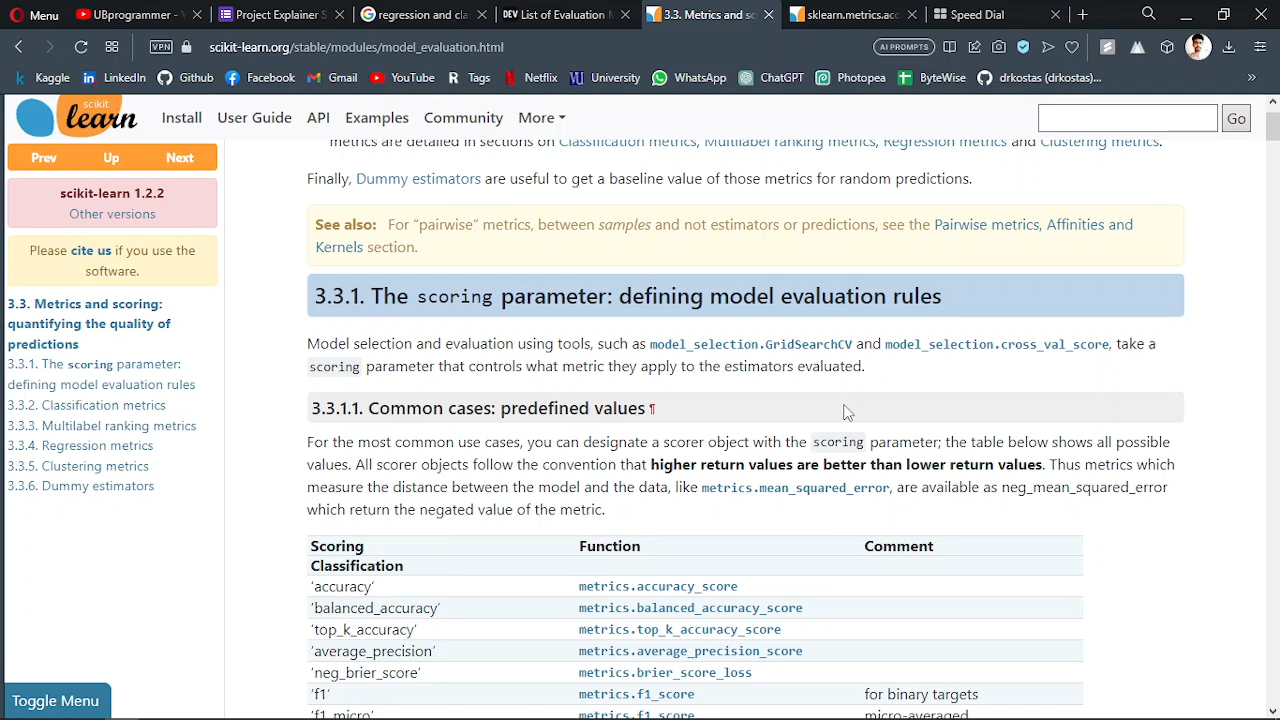 Menu
UBprogrammer - 
Project Explainer S
regression and cla
DEV List of Evaluation M
3.3. Metrics and sc
sklearn.metrics.acc
Speed Dial
VPN
scikit-learn.org/stable/modules/model_evaluation.html
AI PROMPTS
Kaggle
LinkedIn
Github
Facebook
Gmail
YouTube
Tags
Netflix
University
WhatsApp
ChatGPT
Photopea
ByteWise
drkostas (drkostas)...
scikit
learn
Install
User Guide
API
Examples
Community
More
Go
Prev
Up
Next
scikit-learn 1.2.2
Other versions
Please cite us if you use the
software.
3.3. Metrics and scoring:
quantifying the quality of
predictions
3.3.1. The scoring parameter:
defining model evaluation rules
3.3.2. Classification metrics
3.3.3. Multilabel ranking metrics
3.3.4. Regression metrics
3.3.5. Clustering metrics
3.3.6. Dummy estimators
Toggle Menu
metrics are detailed in sections on Classification metrics, Multilabel ranking metrics, Regression metrics and Clustering metrics.
Finally, Dummy estimators are useful to get a baseline value of those metrics for random predictions.
See also: For “pairwise” metrics, between samples and not estimators or predictions, see the Pairwise metrics, Affinities and
Kernels section.
3.3.1. The scoring parameter: defining model evaluation rules
Model selection and evaluation using tools, such as model_selection.GridSearchCV and model_selection.cross_val_score, take a
scoring parameter that controls what metric they apply to the estimators evaluated.
3.3.1.1. Common cases: predefined values ¶
For the most common use cases, you can designate a scorer object with the scoring parameter; the table below shows all possible
values. All scorer objects follow the convention that higher return values are better than lower return values. Thus metrics which
measure the distance between the model and the data, like metrics.mean_squared_error, are available as neg_mean_squared_error
which return the negated value of the metric.
Scoring Function Comment
Classification
‘accuracy’ metrics.accuracy_score
‘balanced_accuracy’ metrics.balanced_accuracy_score
‘top_k_accuracy’ metrics.top_k_accuracy_score
‘average_precision’ metrics.average_precision_score
‘neg_brier_score’ metrics.brier_score_loss
‘f1’ metrics.f1_score for binary targets
‘f1_micro’ metrics.f1_score micro-averaged